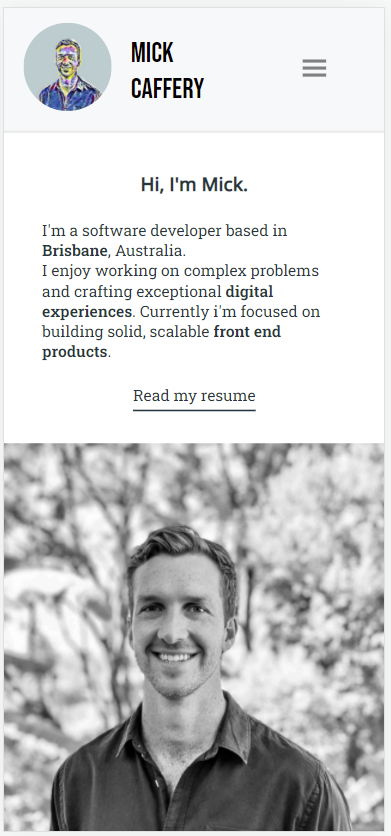 MICK
CAFFERY
Hi, I'm Mick.
I'm a software developer based in
Brisbane, Australia.
I enjoy working on complex problems
and crafting exceptional digital
experiences. Currently i'm focused on
building solid, scalable front end
products.
Read my resume